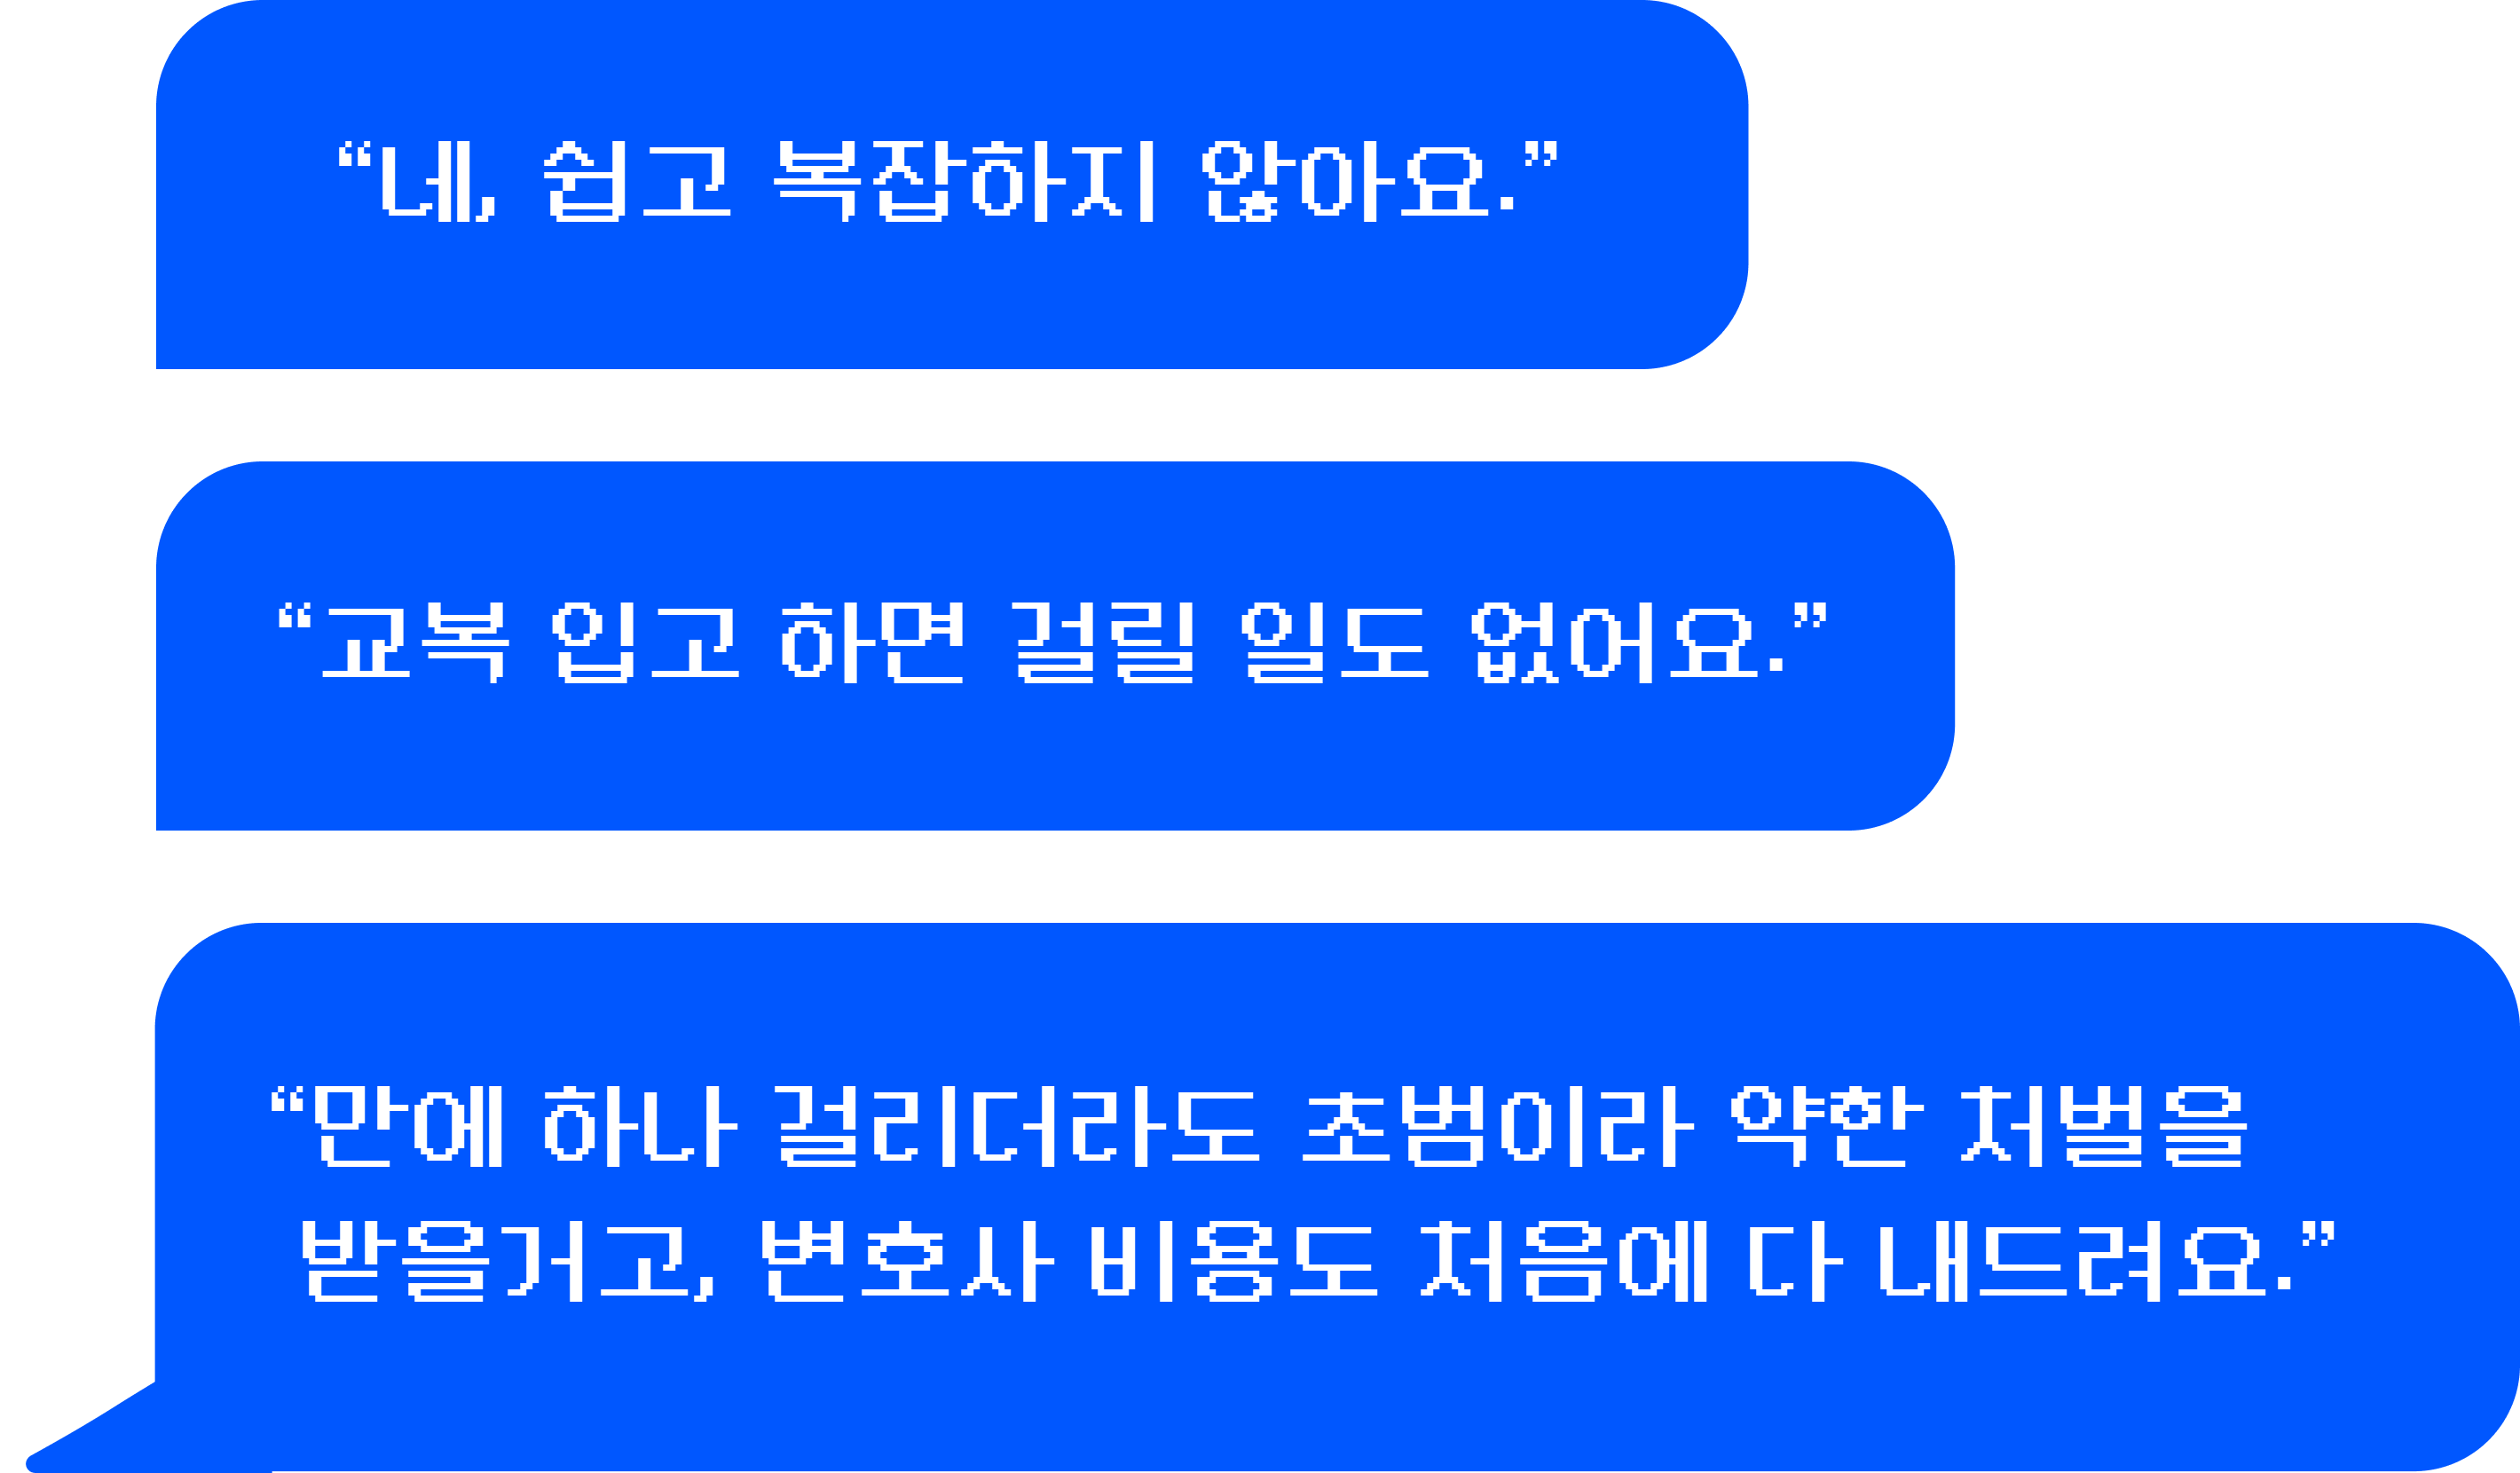 “네, 쉽고 복잡하지 않아요.”
“교복 입고 하면 걸릴 일도 없어요.”
“만에 하나 걸리더라도 초범이라 약한 처벌을
받을거고, 변호사 비용도 처음에 다 내드려요.”